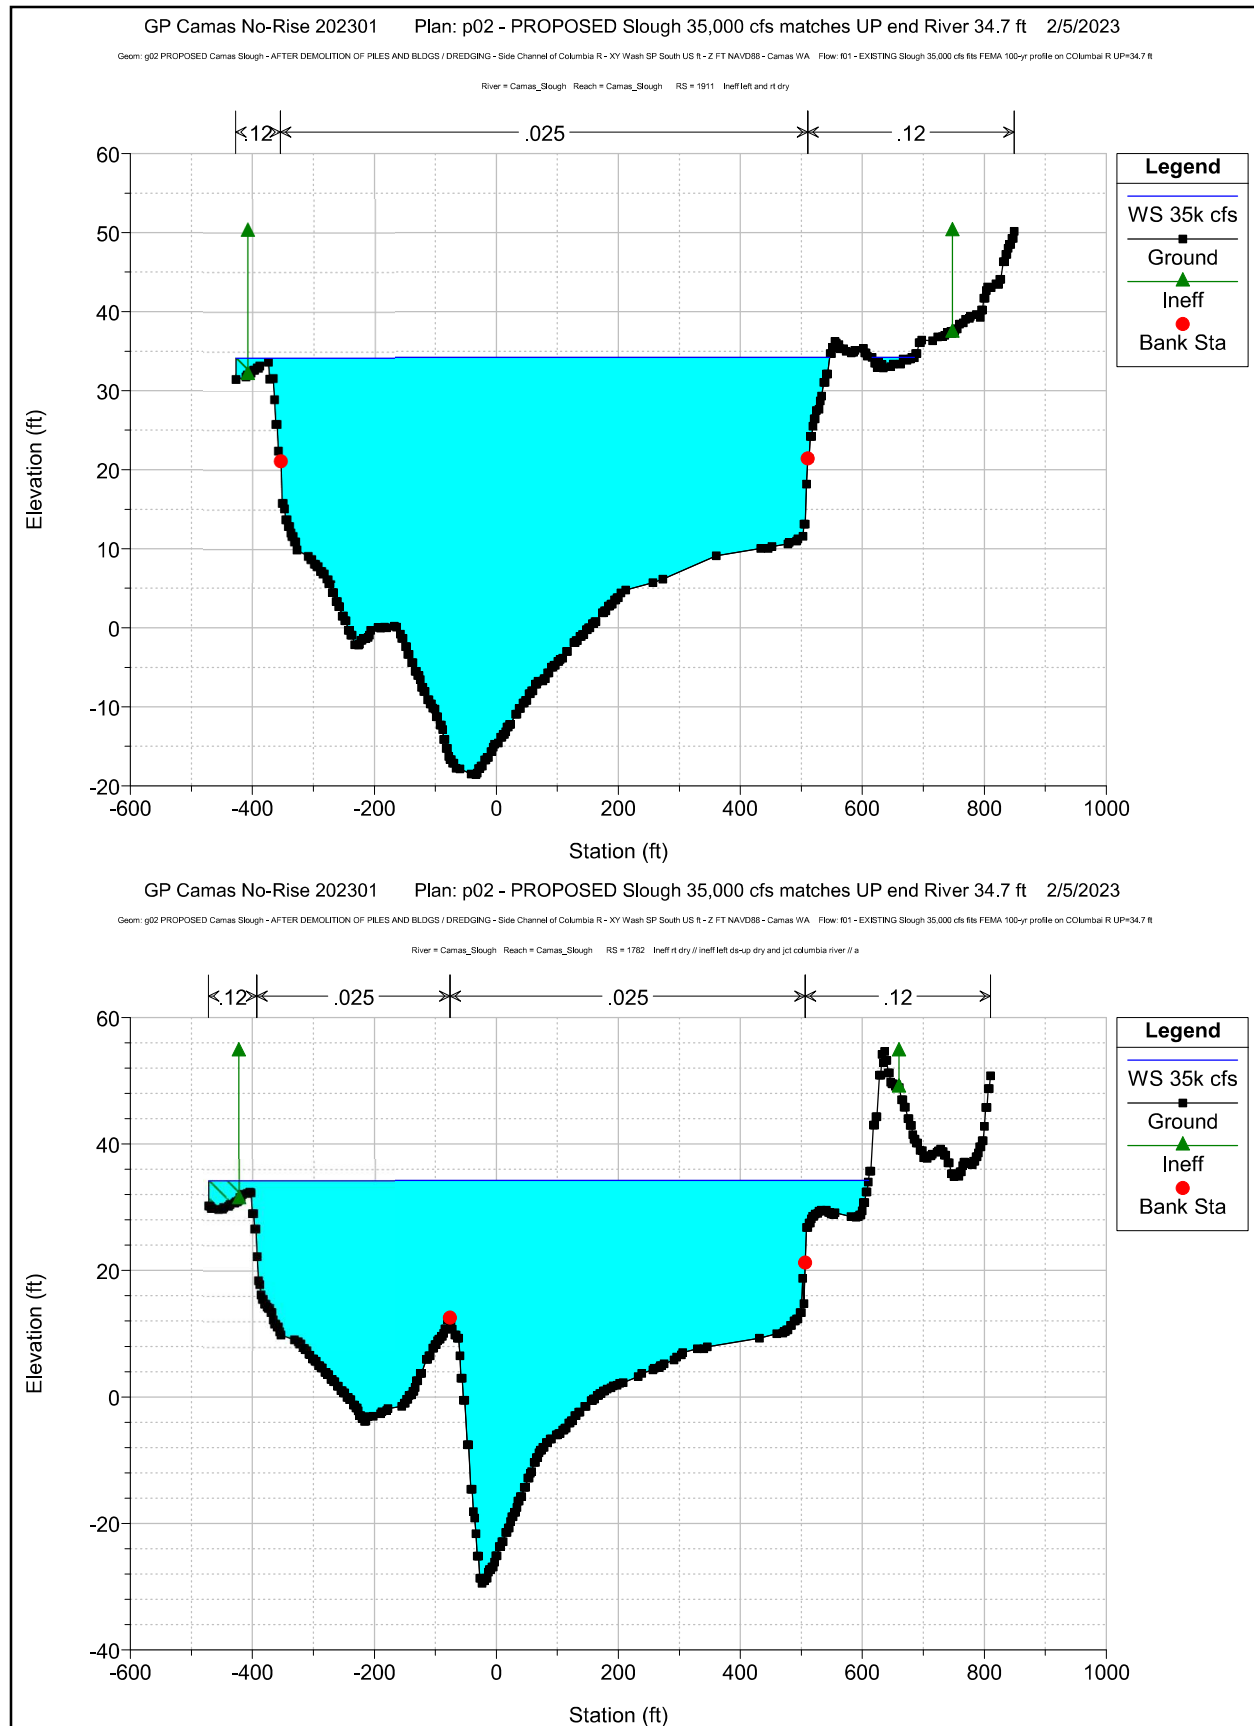 GP Camas No-Rise 202301 Plan: p02 - PROPOSED Slough 35,000 cfs matches UP end River 34.7 ft 2/5/2023
Geom: g02 PROPOSED Camas Slough - AFTER DEMOLITION OF PILES AND BLDGS / DREDGING - Side Channel of Columbia R - XY Wash SP South US ft - Z FT NAVD88 - Camas WA Flow: f01 - EXISTING Slough 35,000 cfs fits FEMA 100-yr profile on COlumbai R UP=34.7 ft
River = Camas_Slough Reach = Camas_Slough RS = 1911 Ineff left and rt dry
.12 .025 .12
60
50
40
30
20
10
0
-10
-20
Elevation (ft)
-600 -400 -200 0 200 400 600 800 1000
Station (ft)
Legend
WS 35k cfs
Ground
Ineff
Bank Sta
GP Camas No-Rise 202301 Plan: p02 - PROPOSED Slough 35,000 cfs matches UP end River 34.7 ft 2/5/2023
Geom: g02 PROPOSED Camas Slough - AFTER DEMOLITION OF PILES AND BLDGS / DREDGING - Side Channel of Columbia R - XY Wash SP South US ft - Z FT NAVD88 - Camas WA Flow: f01 - EXISTING Slough 35,000 cfs fits FEMA 100-yr profile on COlumbai R UP=34.7 ft
River = Camas_Slough Reach = Camas_Slough RS = 1782 Ineff rt dry // ineff left ds-up dry and jct columbia river // a
.12 .025 .025 .12
60
40
20
0
-20
-40
Elevation (ft)
-600 -400 -200 0 200 400 600 800 1000
Station (ft)
Legend
WS 35k cfs
Ground
Ineff
Bank Sta